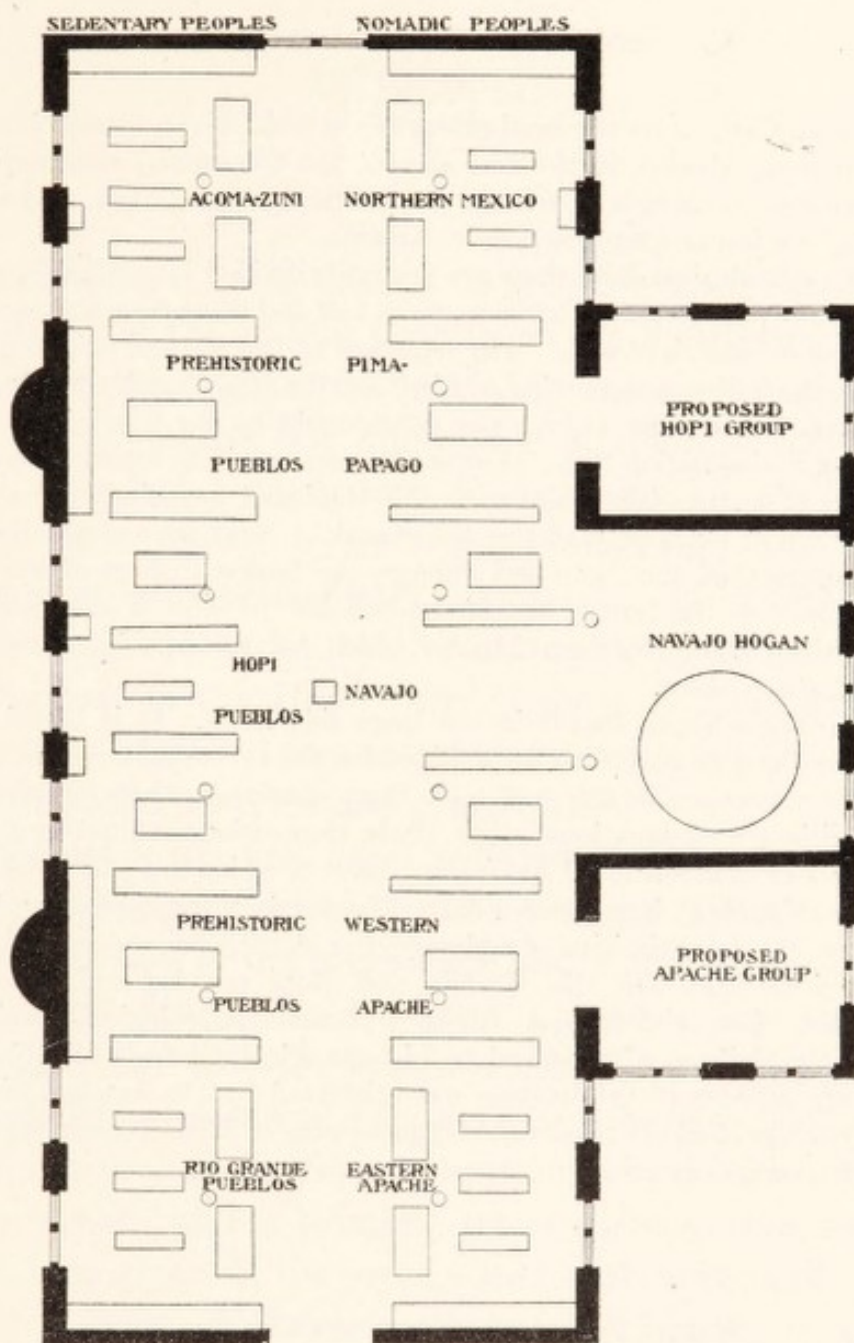 SEDENTARY PEOPLES NOMADIC PEOPLES
ACOMA-ZUNI NORTHERN MEXICO
PREHISTORIC PIMA-
PROPOSED
HOPI GROUP
PUEBLOS PAPAGO
NAVAJO HOGAN
HOPI
NAVAJO
PUEBLOS
PREHISTORIC WESTERN
PROPOSED
APACHE GROUP
PUEBLOS APACHE
RIO GRANDE EASTERN
PUEBLOS APACHE